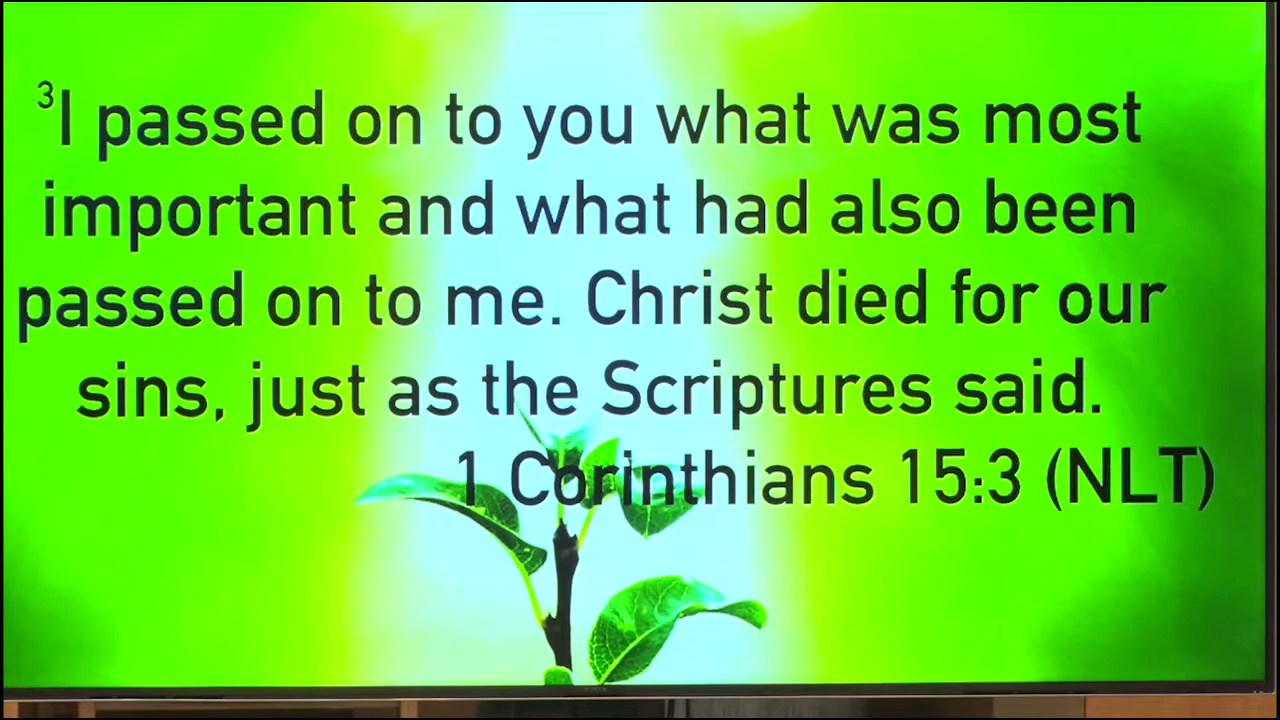 ³I passed on to you what was most
important and what had also been
passed on to me. Christ died for our
sins, just as the Scriptures said.
1 Corinthians 15:3 (NLT)